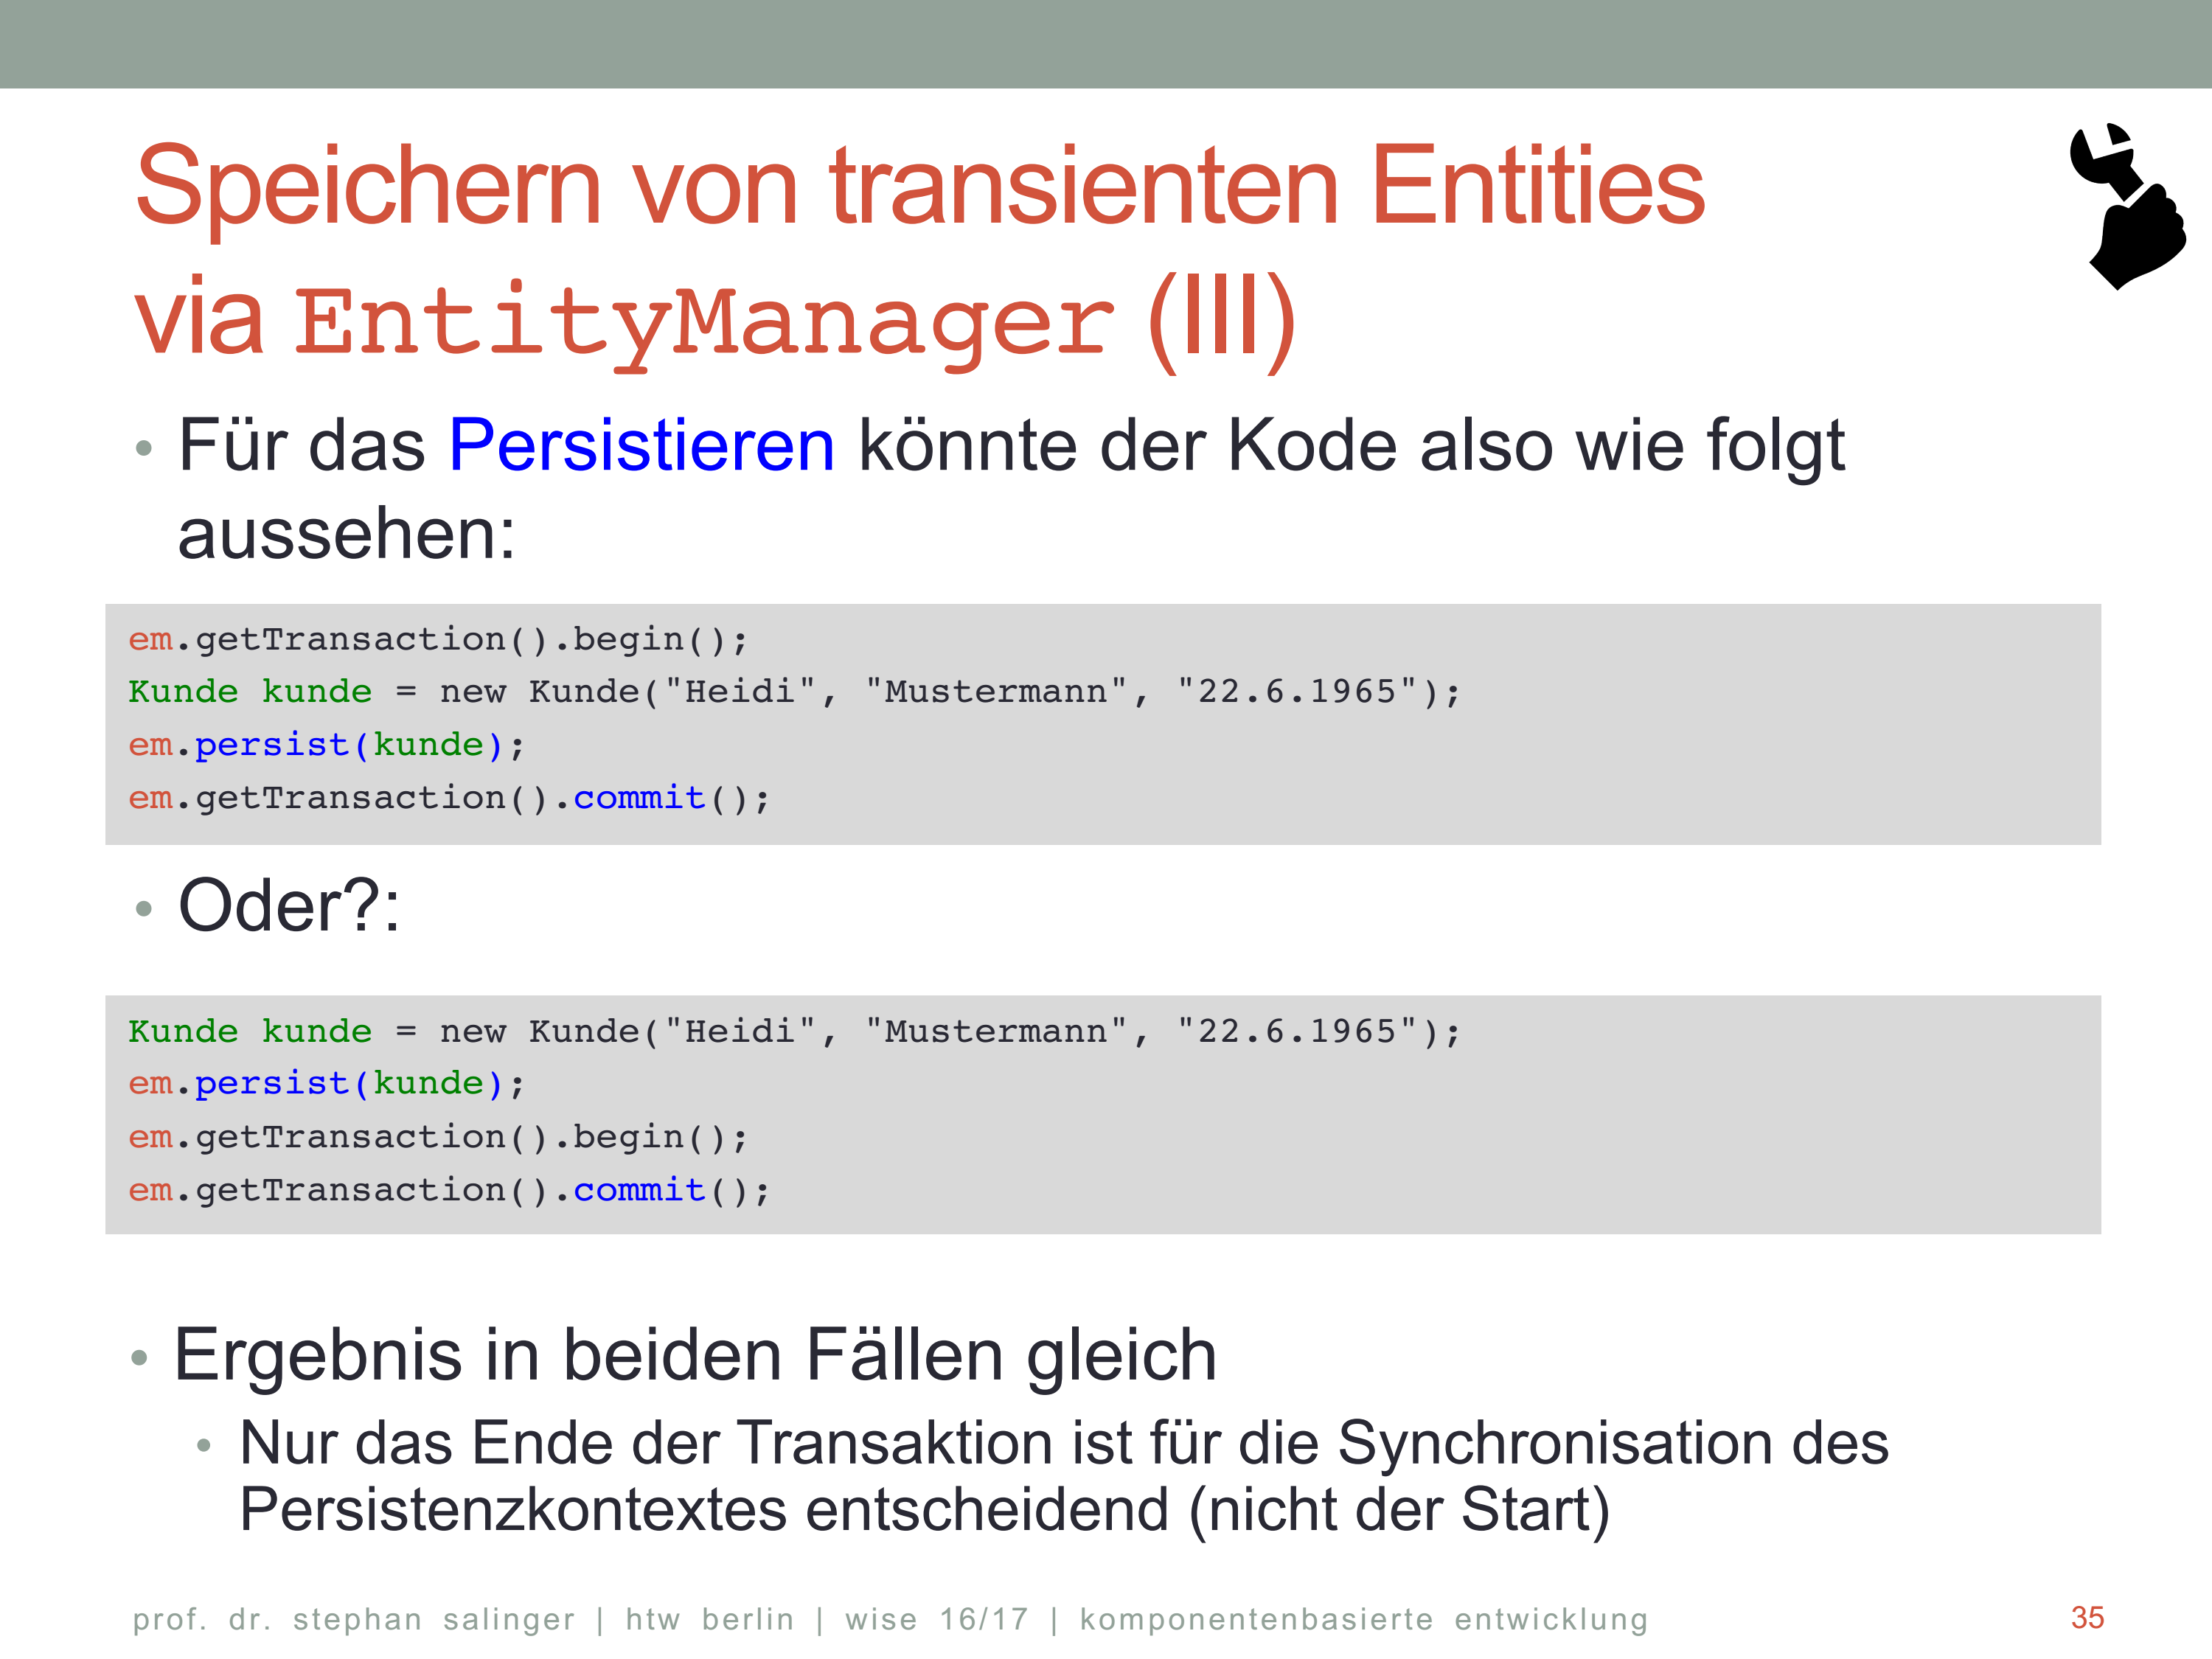 Speichern von transienten Entities
via EntityManager (III)
• Für das Persistieren könnte der Kode also wie folgt
aussehen:
em.getTransaction().begin();
Kunde kunde = new Kunde("Heidi", "Mustermann", "22.6.1965");
em.persist(kunde);
em.getTransaction().commit();
• Oder?:
Kunde kunde = new Kunde("Heidi", "Mustermann", "22.6.1965");
em.persist(kunde);
em.getTransaction().begin();
em.getTransaction().commit();
• Ergebnis in beiden Fällen gleich
• Nur das Ende der Transaktion ist für die Synchronisation des
Persistenzkontextes entscheidend (nicht der Start)
prof. dr. stephan salinger | htw berlin | wise 16/17 | komponentenbasierte entwicklung
35